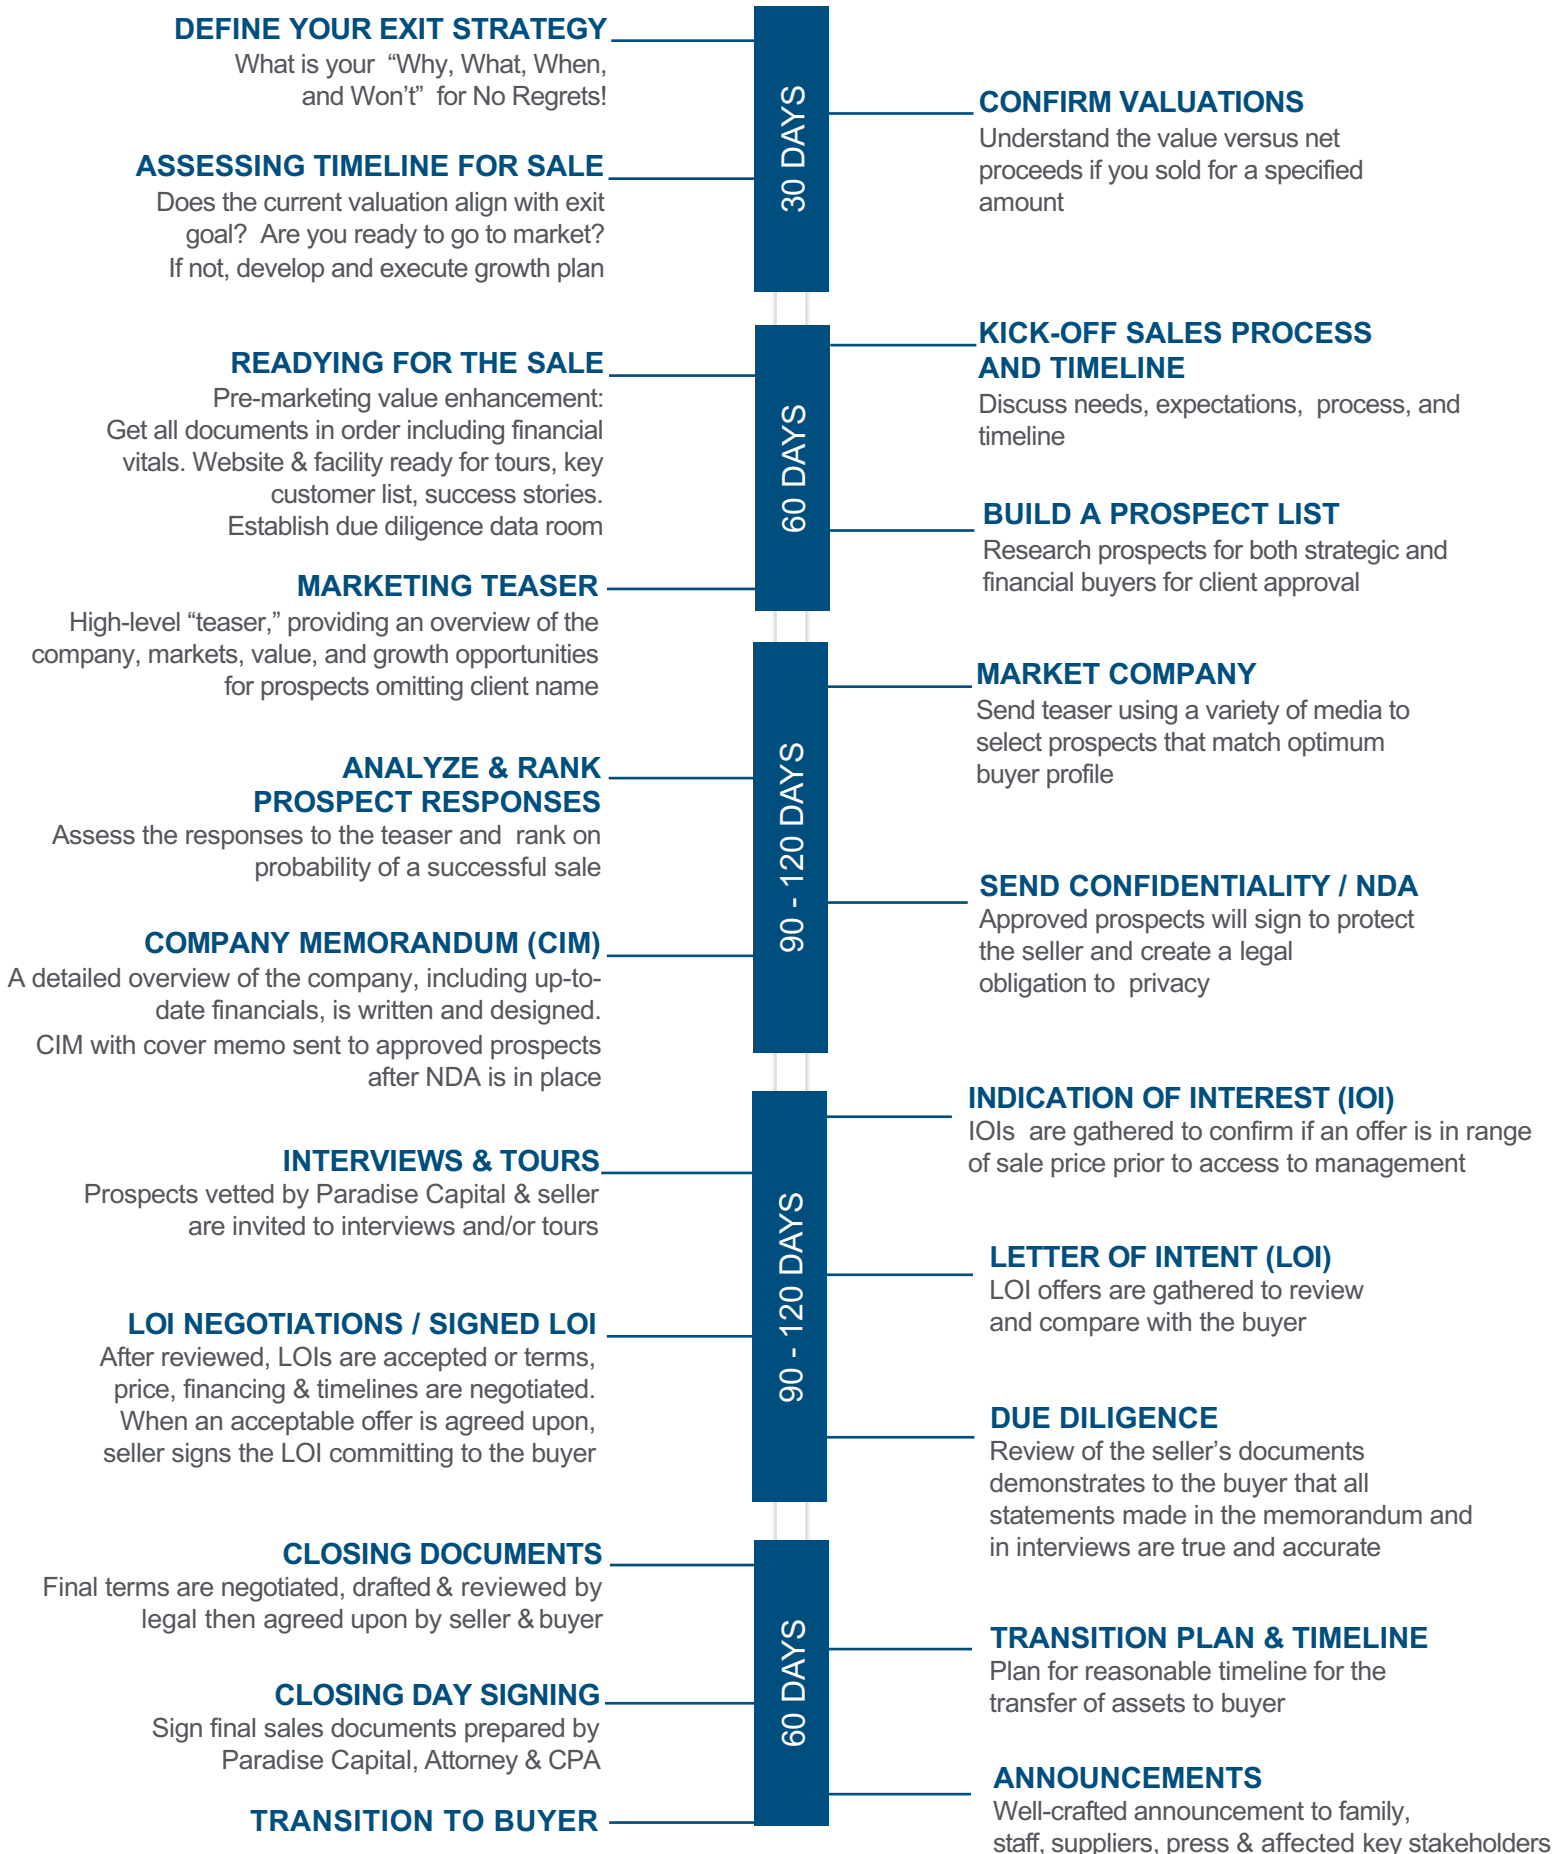 DEFINE YOUR EXIT STRATEGY
What is your “Why, What, When,
and Won’t” for No Regrets!
30 DAYS
CONFIRM VALUATIONS
Understand the value versus net
proceeds if you sold for a specified
amount
ASSESSING TIMELINE FOR SALE
Does the current valuation align with exit
goal? Are you ready to go to market?
If not, develop and execute growth plan
KICK-OFF SALES PROCESS
AND TIMELINE
Discuss needs, expectations, process, and
timeline
60 DAYS
READYING FOR THE SALE
Pre-marketing value enhancement:
Get all documents in order including financial
vitals. Website & facility ready for tours, key
customer list, success stories.
Establish due diligence data room
BUILD A PROSPECT LIST
Research prospects for both strategic and
financial buyers for client approval
MARKETING TEASER
High-level “teaser,” providing an overview of the
company, markets, value, and growth opportunities
for prospects omitting client name
MARKET COMPANY
Send teaser using a variety of media to
select prospects that match optimum
buyer profile
90 - 120 DAYS
ANALYZE & RANK
PROSPECT RESPONSES
Assess the responses to the teaser and rank on
probability of a successful sale
SEND CONFIDENTIALITY / NDA
Approved prospects will sign to protect
the seller and create a legal
obligation to privacy
COMPANY MEMORANDUM (CIM)
A detailed overview of the company, including up-to-
date financials, is written and designed.
CIM with cover memo sent to approved prospects
after NDA is in place
INDICATION OF INTEREST (IOI)
IOIs are gathered to confirm if an offer is in range
of sale price prior to access to management
90 - 120 DAYS
INTERVIEWS & TOURS
Prospects vetted by Paradise Capital & seller
are invited to interviews and/or tours
LETTER OF INTENT (LOI)
LOI offers are gathered to review
and compare with the buyer
LOI NEGOTIATIONS / SIGNED LOI
After reviewed, LOIs are accepted or terms,
price, financing & timelines are negotiated.
When an acceptable offer is agreed upon,
seller signs the LOI committing to the buyer
DUE DILIGENCE
Review of the seller’s documents
demonstrates to the buyer that all
statements made in the memorandum and
in interviews are true and accurate
CLOSING DOCUMENTS
Final terms are negotiated, drafted & reviewed by
legal then agreed upon by seller & buyer
60 DAYS
TRANSITION PLAN & TIMELINE
Plan for reasonable timeline for the
transfer of assets to buyer
CLOSING DAY SIGNING
Sign final sales documents prepared by
Paradise Capital, Attorney & CPA
ANNOUNCEMENTS
Well-crafted announcement to family,
staff, suppliers, press & affected key stakeholders
TRANSITION TO BUYER